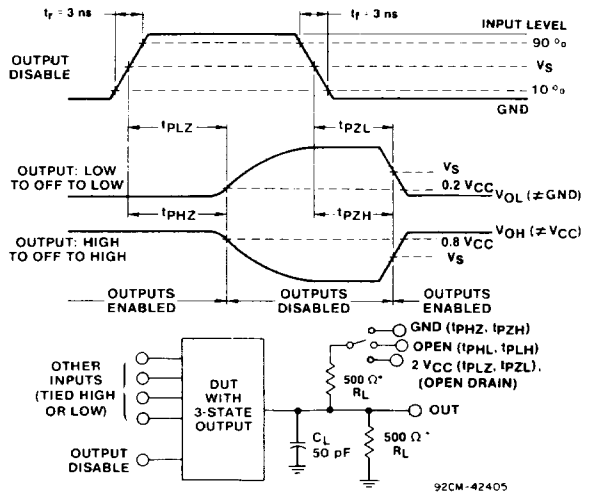 tr = 3 ns
tf = 3 ns
INPUT LEVEL
90 %
VS
10 %
GND
OUTPUT
DISABLE
tPLZ
tPZL
OUTPUT: LOW
TO OFF TO LOW
VS
0.2 VCC
VOL (≠GND)
tPHZ
tPZH
OUTPUT: HIGH
TO OFF TO HIGH
VOH (≠VCC)
0.8 VCC
VS
OUTPUTS
ENABLED
OUTPUTS
DISABLED
OUTPUTS
ENABLED
GND (tPHZ, tPZH)
OPEN (tPHL, tPLH)
2 VCC (tPLZ, tPZL),
(OPEN DRAIN)
OTHER
INPUTS
(TIED HIGH
OR LOW)
DUT
WITH
3-STATE
OUTPUT
500 Ω*
RL
OUT
OUTPUT
DISABLE
CL
50 pF
500 Ω*
RL
92CM-42405